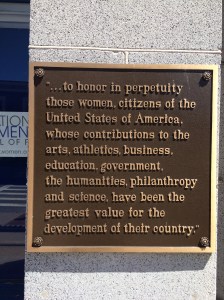 "...to honor in perpetuity
those women, citizens of the
United States of America,
whose contributions to the
arts, athletics, business,
education, government,
the humanities, philanthropy
and science, have been the
greatest value for the
development of their country."